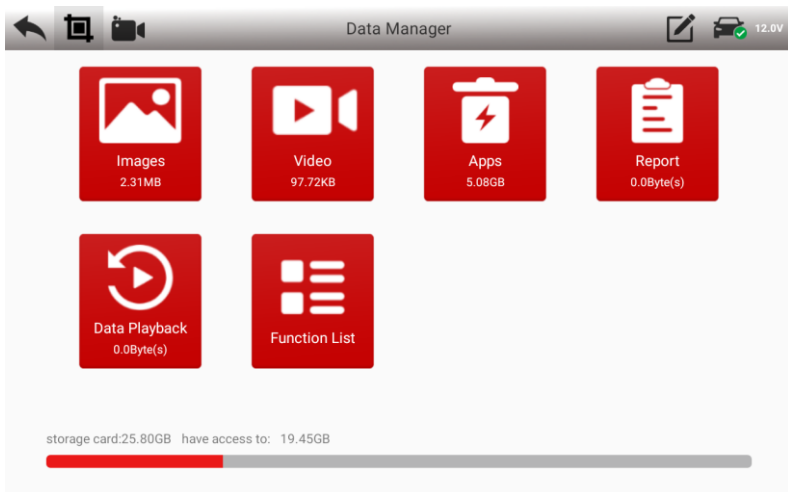 Data Manager
12.0V
Images
2.31MB
Video
97.72KB
Apps
5.08GB
Report
0.0Byte(s)
Data Playback
0.0Byte(s)
Function List
storage card:25.80GB have access to: 19.45GB